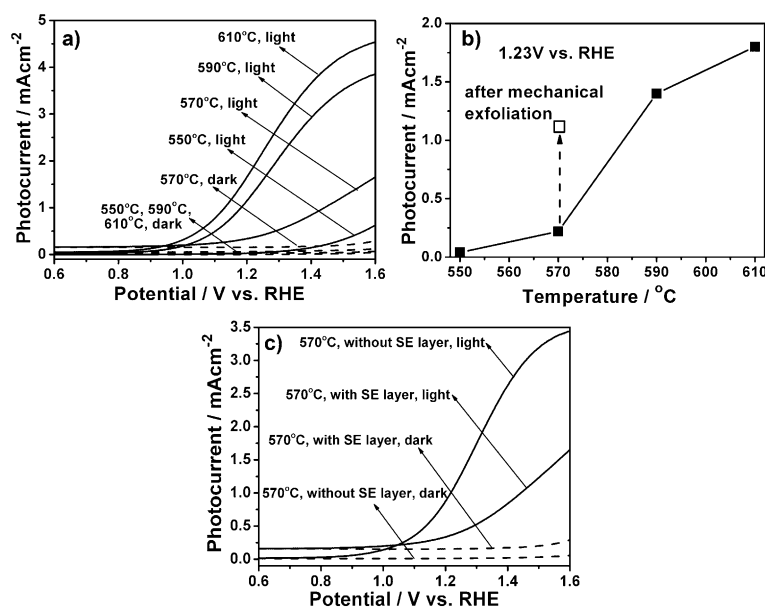 a)
610°C, light
590°C, light
570°C, light
550°C, light
570°C, dark
550°C, 590°C,
610°C, dark
Photocurrent / mAcm-2
5
4
3
2
1
0
0.6 0.8 1.0 1.2 1.4 1.6
Potential / V vs. RHE
b)
1.23V vs. RHE
after mechanical
exfoliation
Photocurrent / mAcm-2
2.0
1.5
1.0
0.5
0.0
550 560 570 580 590 600 610
Temperature / °C
c)
570°C, without SE layer, light
570°C, with SE layer, light
570°C, with SE layer, dark
570°C, without SE layer, dark
Photocurrent / mAcm-2
3.5
3.0
2.5
2.0
1.5
1.0
0.5
0.0
0.6 0.8 1.0 1.2 1.4 1.6
Potential / V vs. RHE